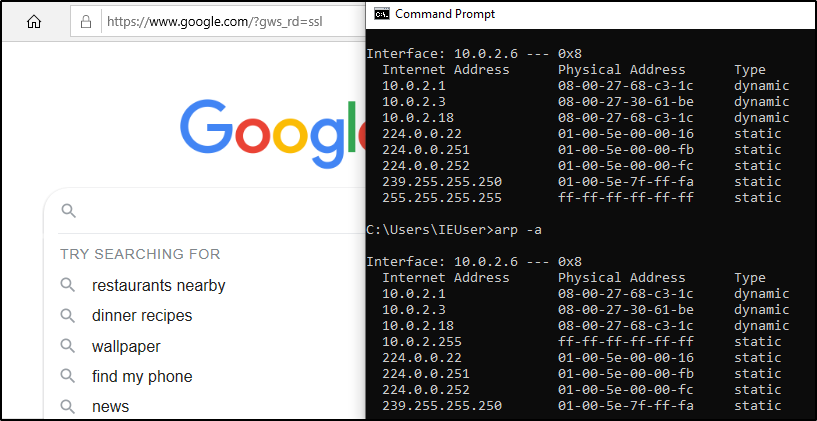 https://www.google.com/?gws_rd=ssl
Google
TRY SEARCHING FOR
restaurants nearby
dinner recipes
wallpaper
find my phone
news
C:\.
Command Prompt
Interface: 10.0.2.6 --- 0x8
Internet Address Physical Address Type
10.0.2.1 08-00-27-68-c3-1c dynamic
10.0.2.3 08-00-27-30-61-be dynamic
10.0.2.18 08-00-27-68-c3-1c dynamic
224.0.0.22 01-00-5e-00-00-16 static
224.0.0.251 01-00-5e-00-00-fb static
224.0.0.252 01-00-5e-00-00-fc static
239.255.255.250 01-00-5e-7f-ff-fa static
255.255.255.255 ff-ff-ff-ff-ff-ff static
C:\Users\IEUser>arp -a
Interface: 10.0.2.6 --- 0x8
Internet Address Physical Address Type
10.0.2.1 08-00-27-68-c3-1c dynamic
10.0.2.3 08-00-27-30-61-be dynamic
10.0.2.18 08-00-27-68-c3-1c dynamic
10.0.2.255 ff-ff-ff-ff-ff-ff static
224.0.0.22 01-00-5e-00-00-16 static
224.0.0.251 01-00-5e-00-00-fb static
224.0.0.252 01-00-5e-00-00-fc static
239.255.255.250 01-00-5e-7f-ff-fa static